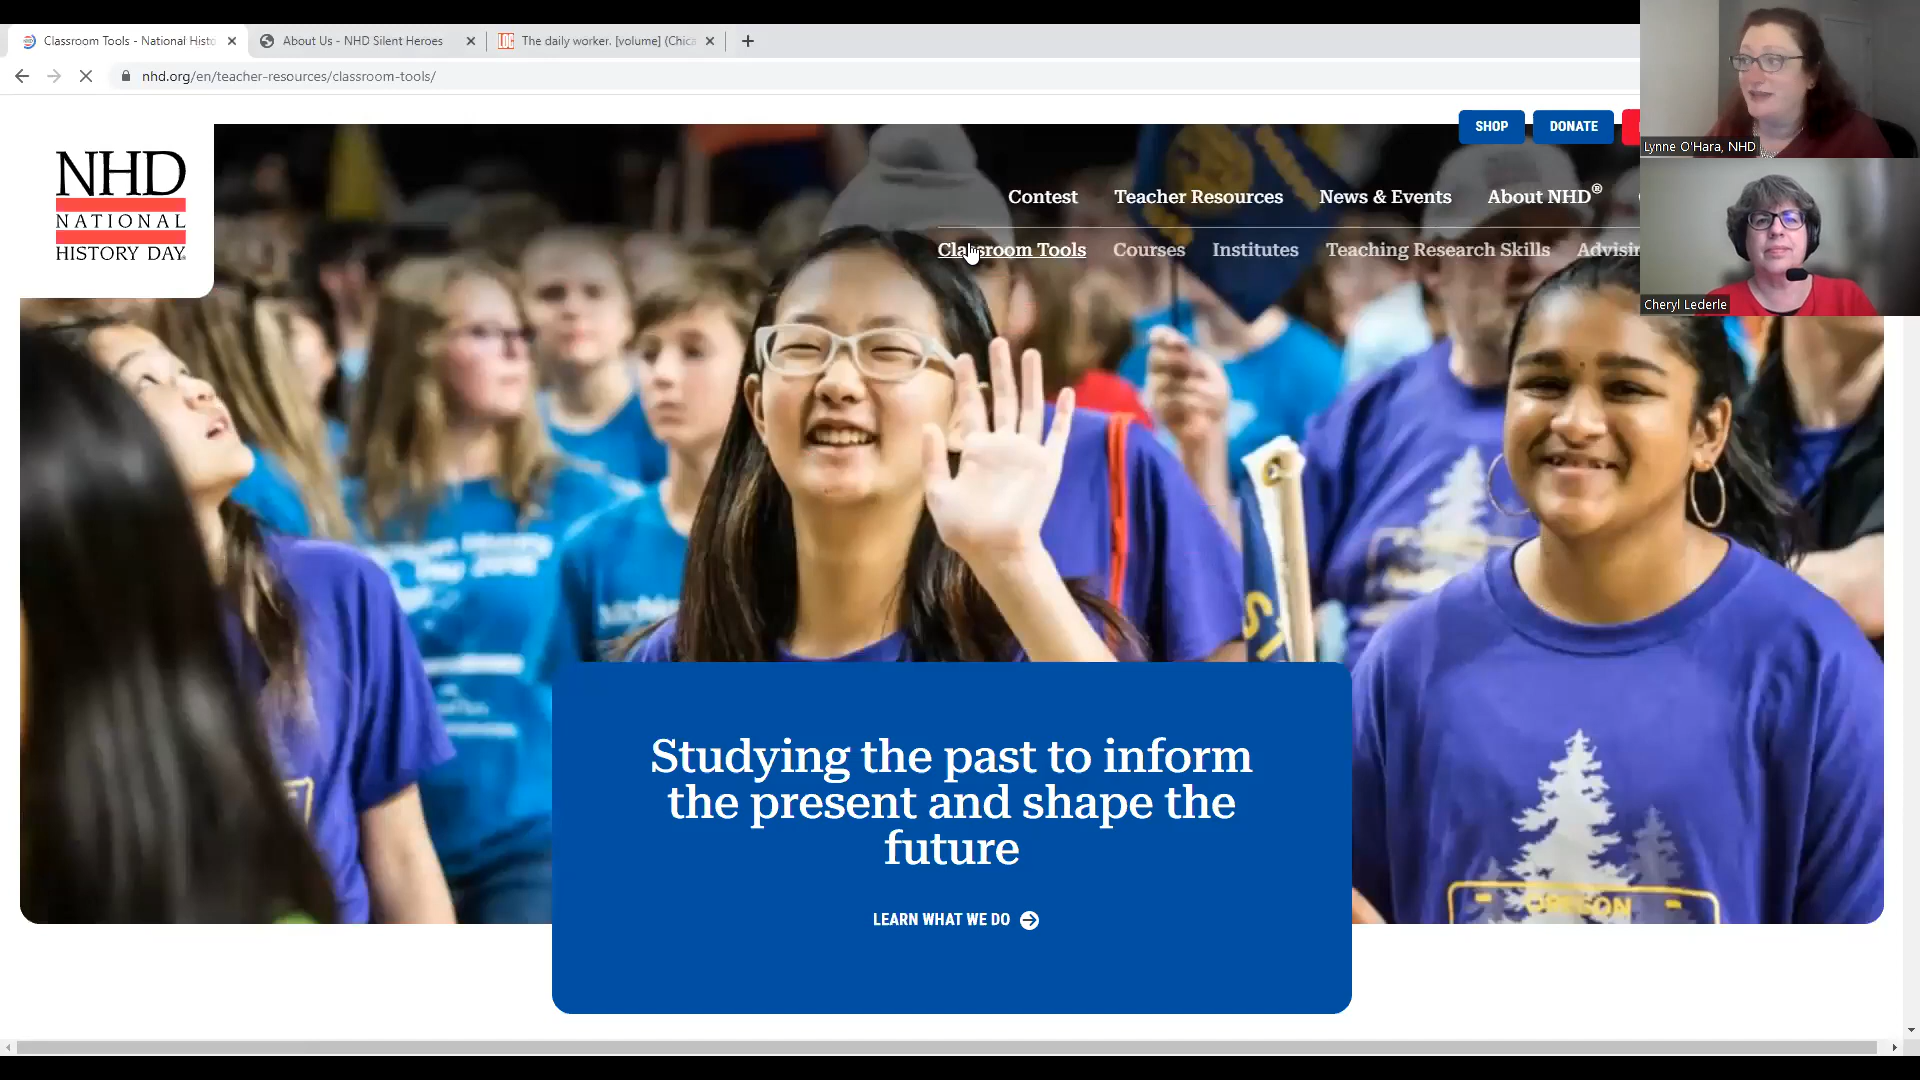 Classroom Tools - National Histo
About Us - NHD Silent Heroes
LOC
The daily worker. [volume] (Chica
nhd.org/en/teacher-resources/classroom-tools/
SHOP
DONATE
Lynne O'Hara, NHD
NHD
NATIONAL
HISTORY DAY
Contest
Teacher Resources
News & Events
About NHD®
Classroom Tools
Courses
Institutes
Teaching Research Skills
Advisin
Cheryl Lederle
Studying the past to inform
the present and shape the
future
LEARN WHAT WE DO
OREGON